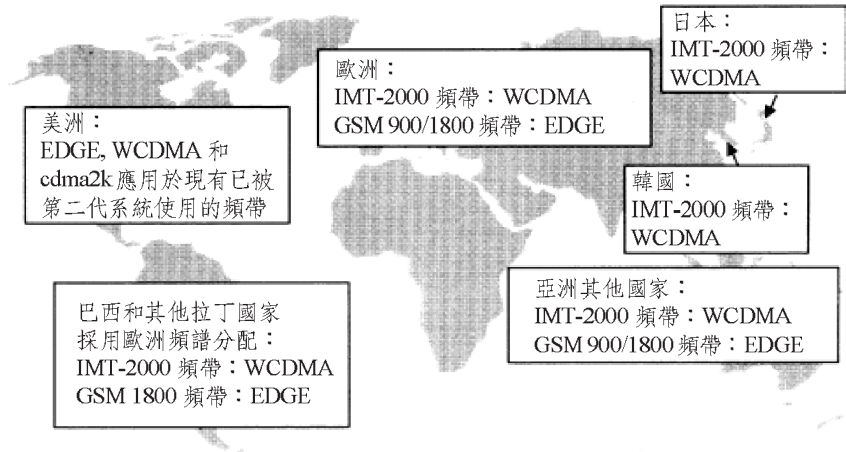 日本：
IMT-2000 頻帶：
WCDMA
歐洲：
IMT-2000 頻帶：WCDMA
GSM 900/1800 頻帶：EDGE
美洲：
EDGE, WCDMA 和
cdma2k 應用於現有已被
第二代系統使用的頻帶
韓國：
IMT-2000 頻帶：
WCDMA
巴西和其他拉丁國家
採用歐洲頻譜分配：
IMT-2000 頻帶：WCDMA
GSM 1800 頻帶：EDGE
亞洲其他國家：
IMT-2000 頻帶：WCDMA
GSM 900/1800 頻帶：EDGE